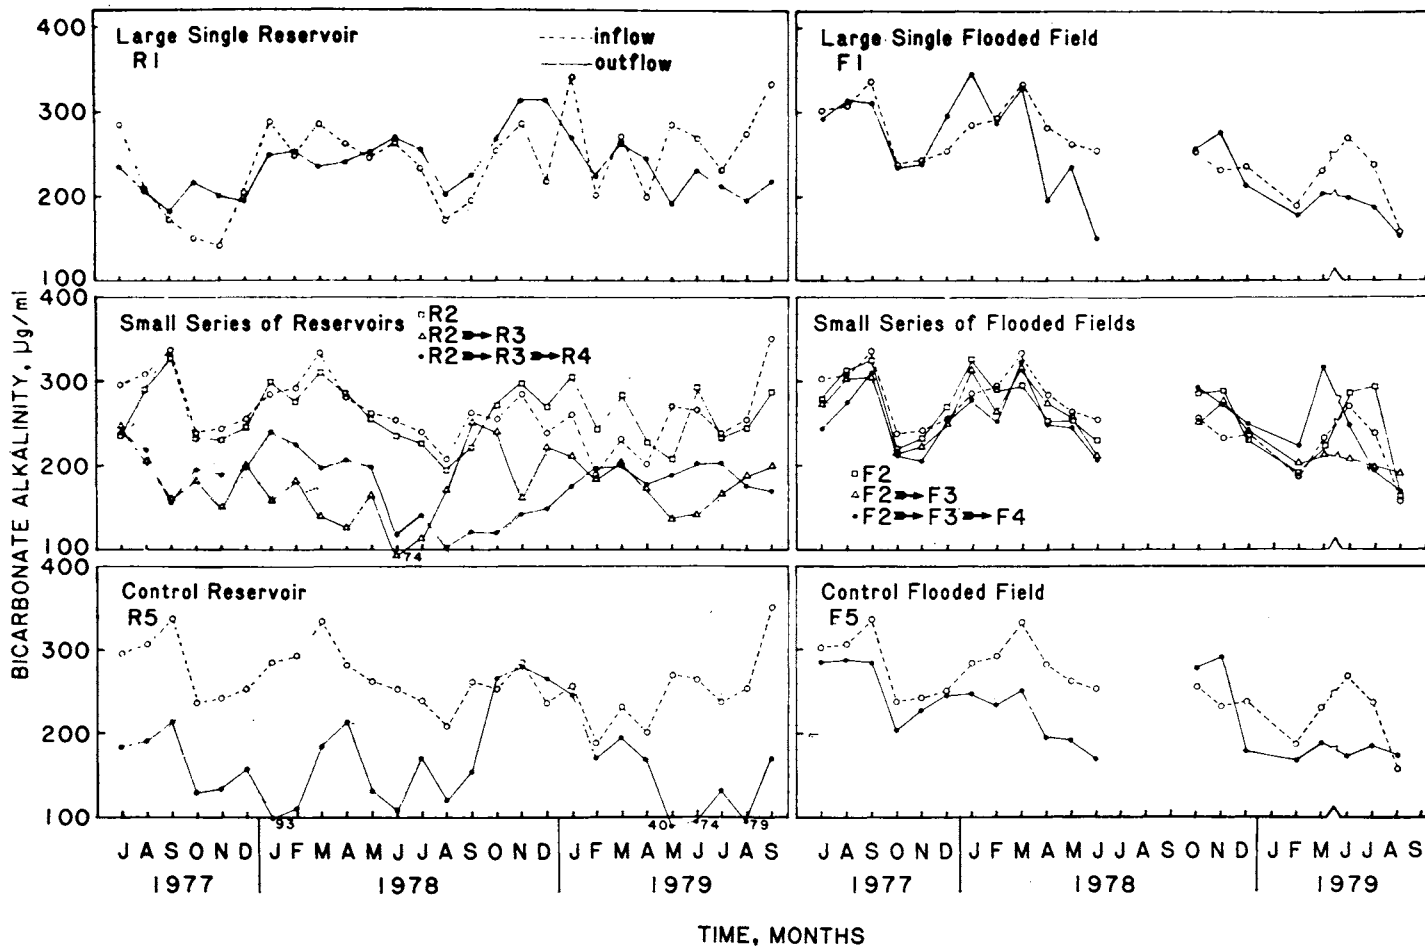 BICARBONATE ALKALINITY, µg/ml
400
300
200
100
Large Single Reservoir
R1
inflow
outflow
Large Single Flooded Field
F1
400
300
200
100
Small Series of Reservoirs
R2
R2 R3
R2 R3 R4
74
Small Series of Flooded Fields
F2
F2 F3
F2 F3 F4
400
300
200
100
Control Reservoir
R5
93
40
74
79
Control Flooded Field
F5
J A S O N D J F M A M J J A S O N D J F M A M J J A S
1977 1978 1979
J A S O N D J F M A M J O N D J F M J J A S
1977 1978 1979
TIME, MONTHS